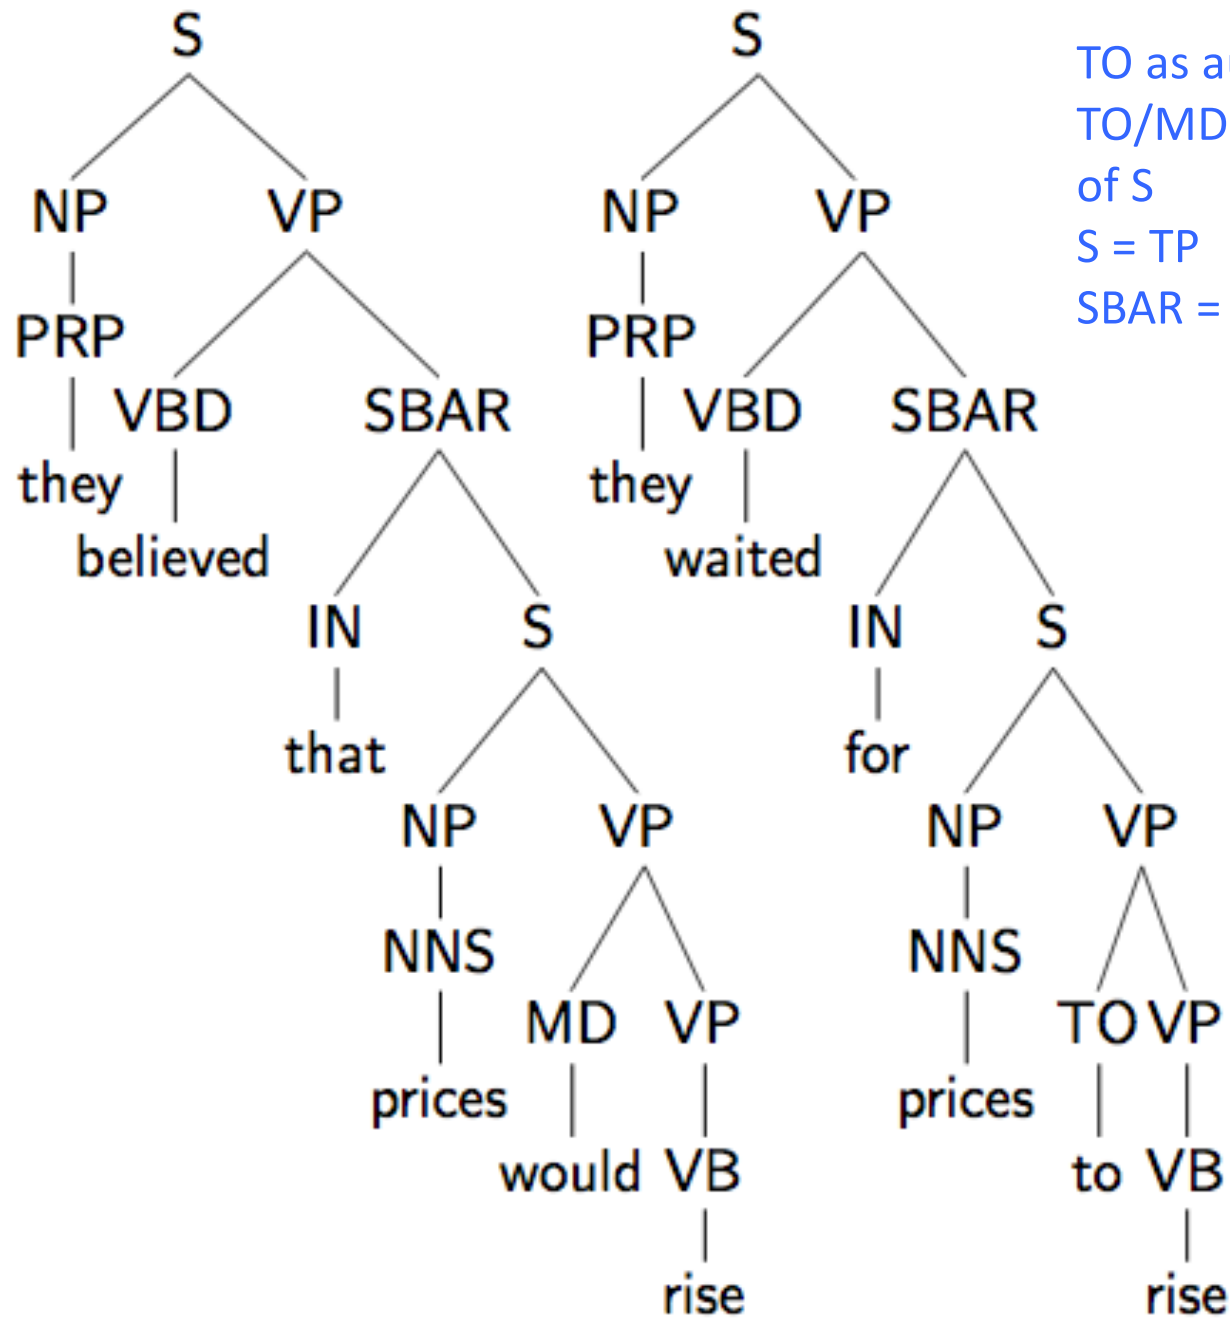 S S
TO as
TO/MD
of S
S = TP
SBAR =
NP VP NP VP
PRP PRP
VBD SBAR VBD SBAR
they they
believed waited
IN S IN S
that for
NP VP NP VP
NNS NNS
MD VP TO VP
prices prices
would VB to VB
rise rise